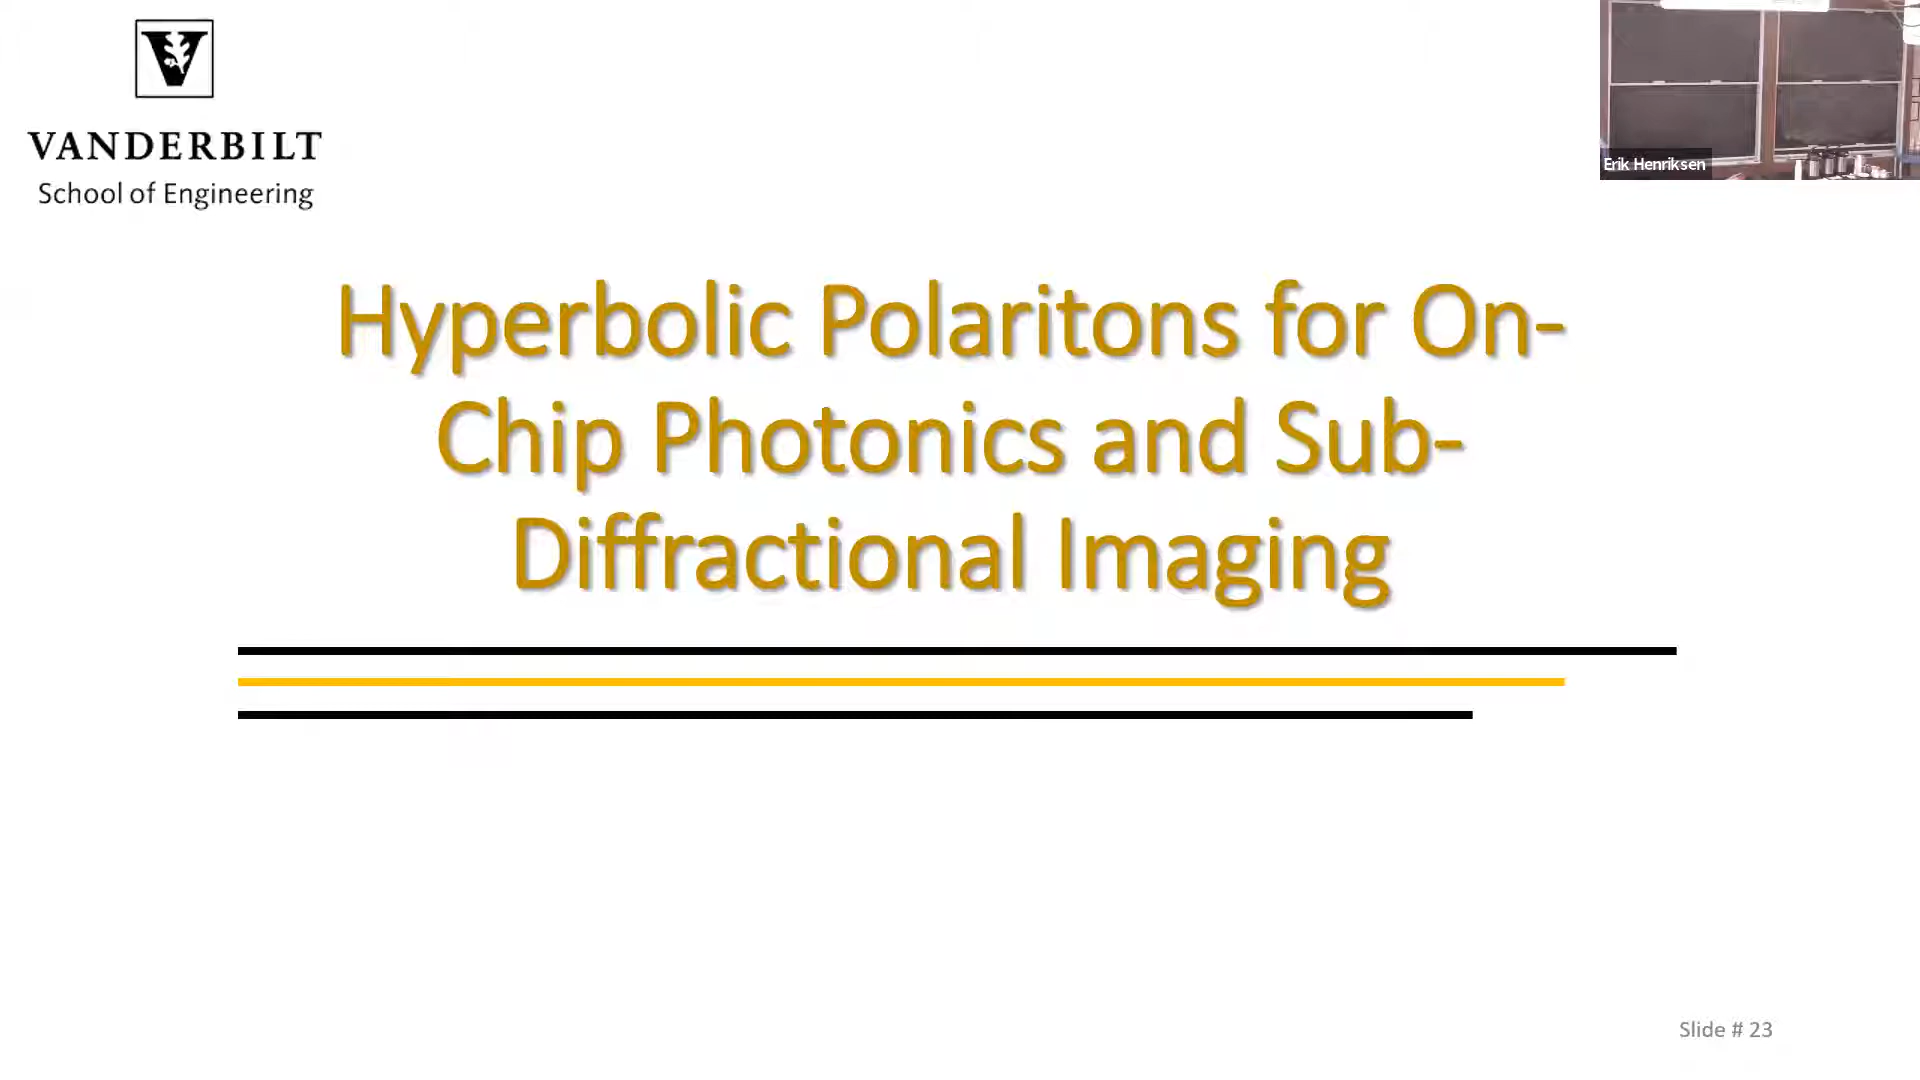 VANDERBILT
School of Engineering
Erik Henriksen
Hyperbolic Polaritons for On-
Chip Photonics and Sub-
Diffractional Imaging
Slide # 23